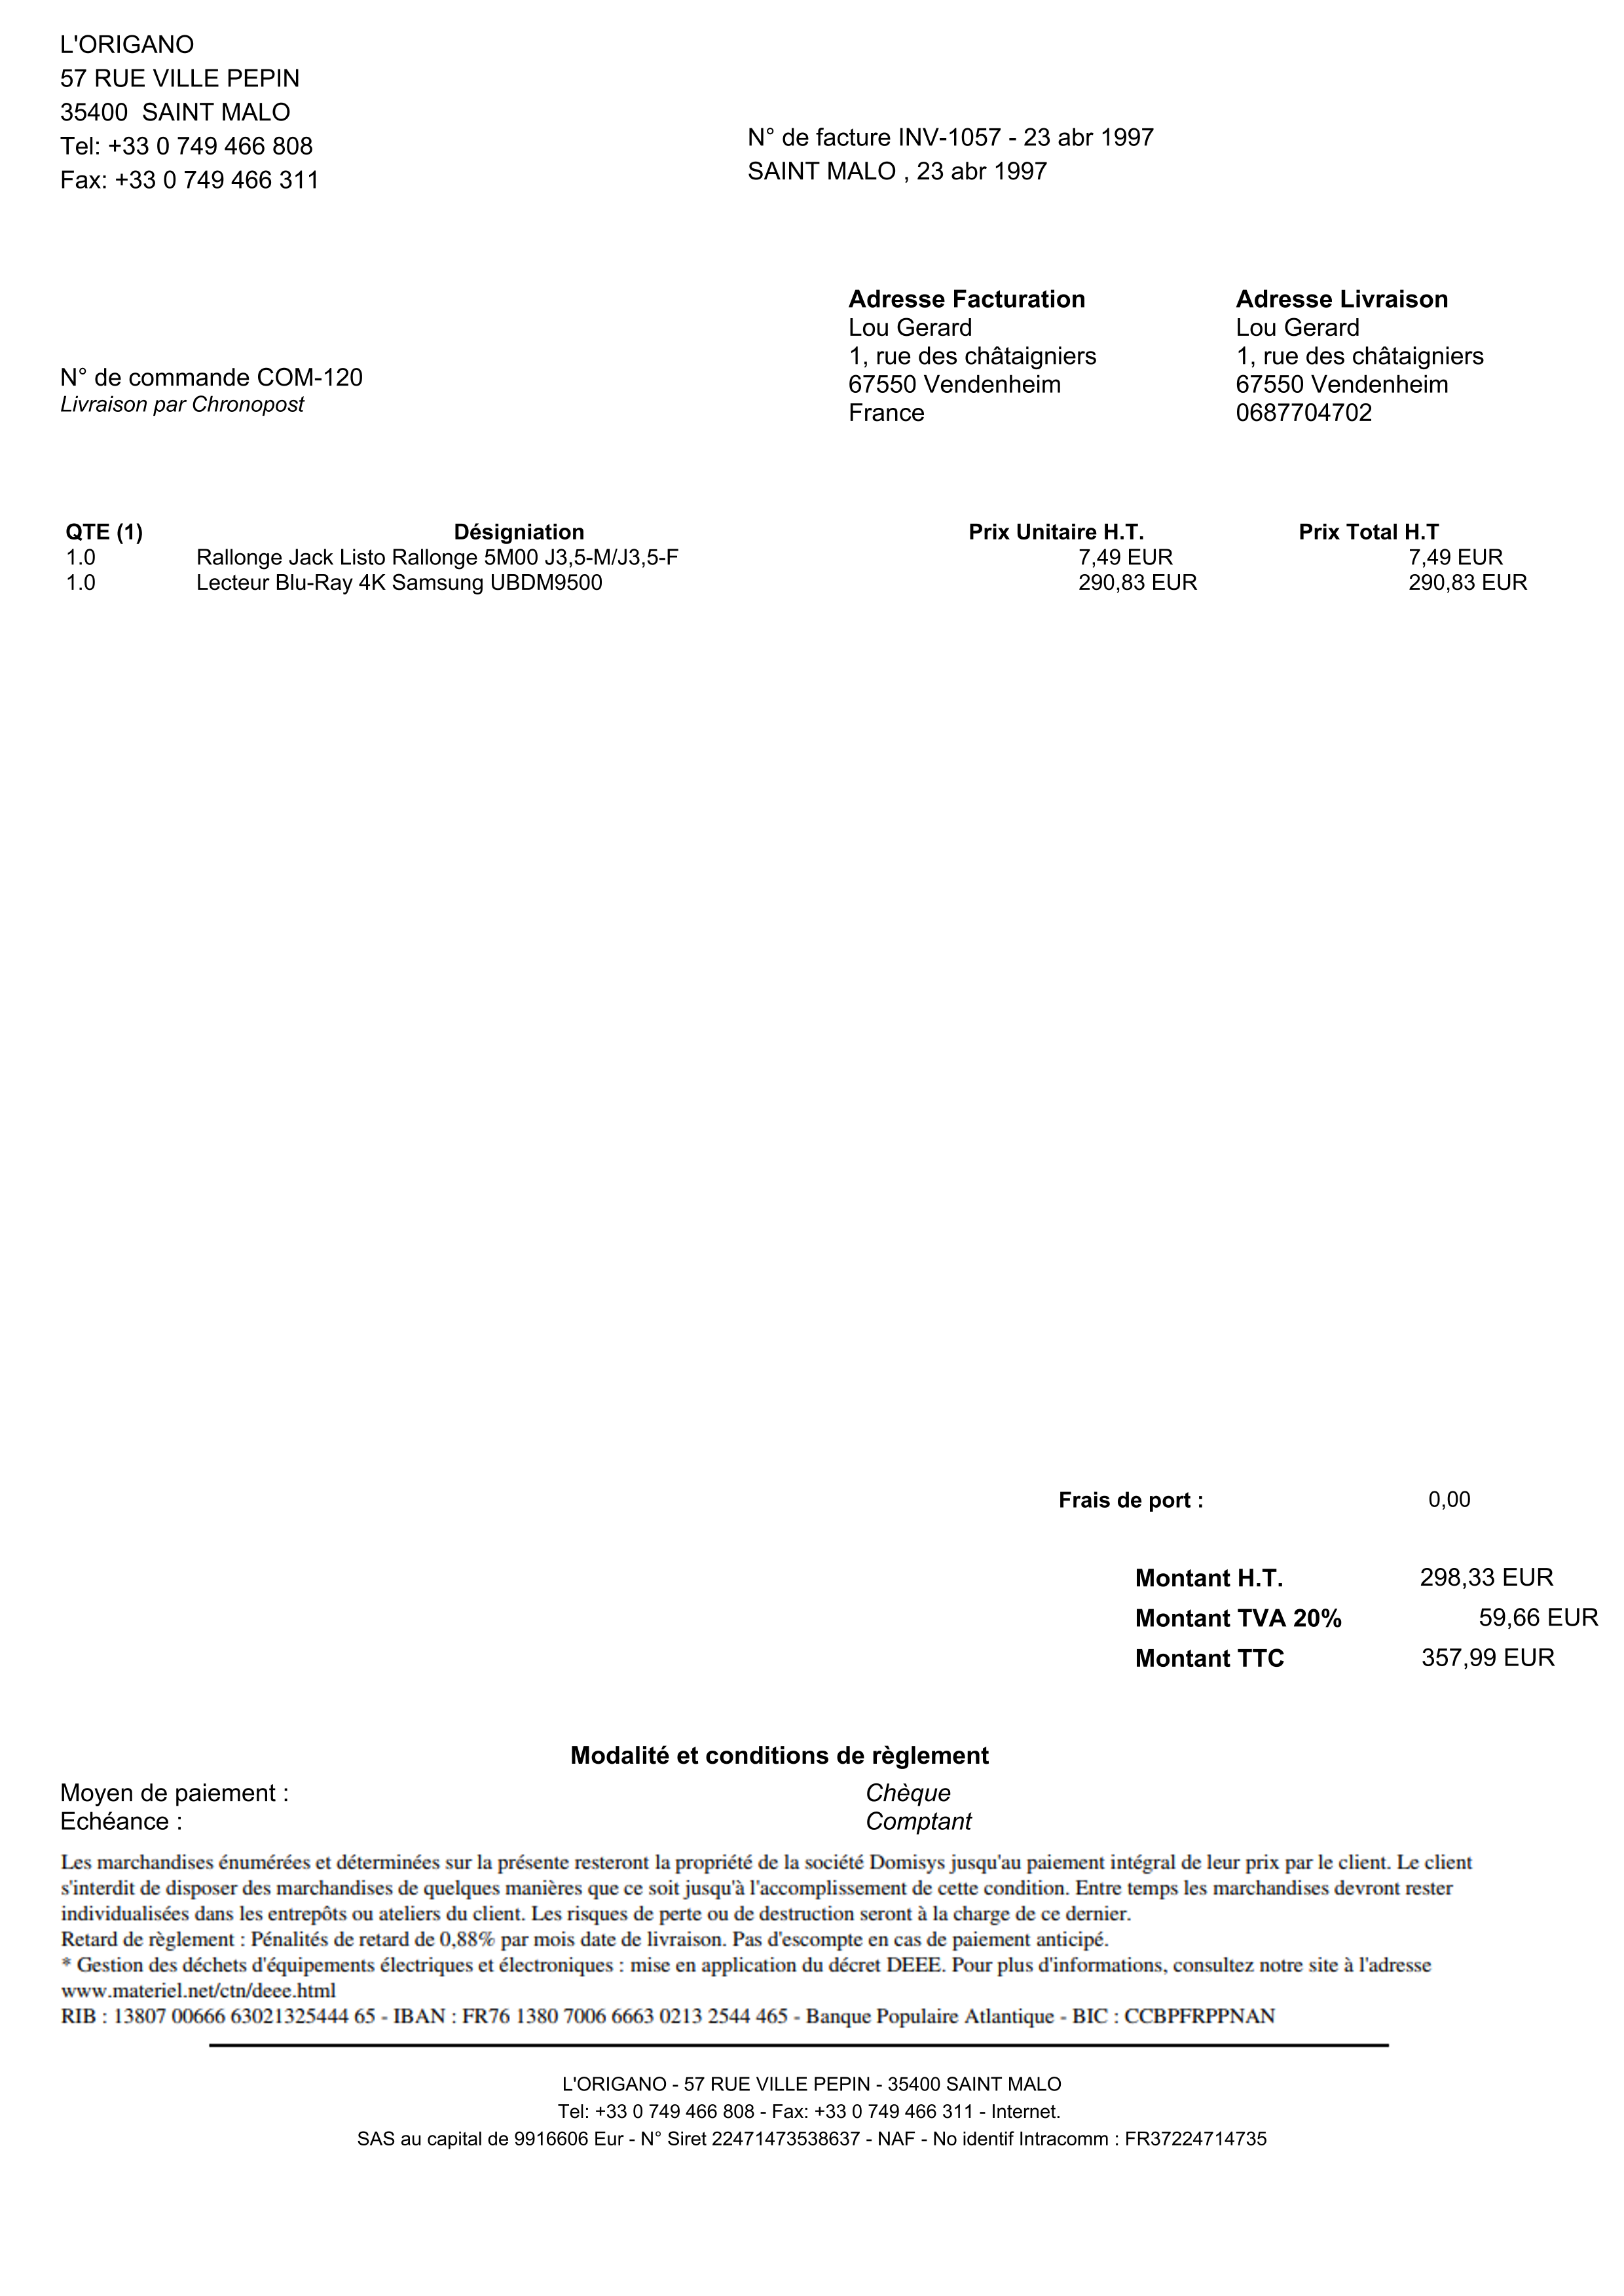 L'ORIGANO
57 RUE VILLE PEPIN
35400  SAINT MALO
Tel: +33 0 749 466 808
Fax: +33 0 749 466 311
N° de facture INV-1057 - 23 abr 1997
SAINT MALO , 23 abr 1997
N° de commande COM-120
Livraison par Chronopost
Adresse Facturation
Lou Gerard
1, rue des châtaigniers
67550 Vendenheim
France
Adresse Livraison
Lou Gerard
1, rue des châtaigniers
67550 Vendenheim
0687704702
QTE (1) Désigniation Prix Unitaire H.T. Prix Total H.T
1.0 Rallonge Jack Listo Rallonge 5M00 J3,5-M/J3,5-F 7,49 EUR 7,49 EUR
1.0 Lecteur Blu-Ray 4K Samsung UBDM9500 290,83 EUR 290,83 EUR
Frais de port : 0,00
Montant H.T. 298,33 EUR
Montant TVA 20% 59,66 EUR
Montant TTC 357,99 EUR
Modalité et conditions de règlement
Moyen de paiement : Chèque
Echéance : Comptant
Les marchandises énumérées et déterminées sur la présente resteront la propriété de la société Domisys jusqu'au paiement intégral de leur prix par le client. Le client
s'interdit de disposer des marchandises de quelques manières que ce soit jusqu'à l'accomplissement de cette condition. Entre temps les marchandises devront rester
individualisées dans les entrepôts ou ateliers du client. Les risques de perte ou de destruction seront à la charge de ce dernier.
Retard de règlement : Pénalités de retard de 0,88% par mois date de livraison. Pas d'escompte en cas de paiement anticipé.
* Gestion des déchets d'équipements électriques et électroniques : mise en application du décret DEEE. Pour plus d'informations, consultez notre site à l'adresse
www.materiel.net/ctn/deee.html
RIB : 13807 00666 63021325444 65 - IBAN : FR76 1380 7006 6663 0213 2544 465 - Banque Populaire Atlantique - BIC : CCBPFRPPNAN
L'ORIGANO - 57 RUE VILLE PEPIN - 35400 SAINT MALO
Tel: +33 0 749 466 808 - Fax: +33 0 749 466 311 - Internet.
SAS au capital de 9916606 Eur - N° Siret 22471473538637 - NAF - No identif Intracomm : FR37224714735